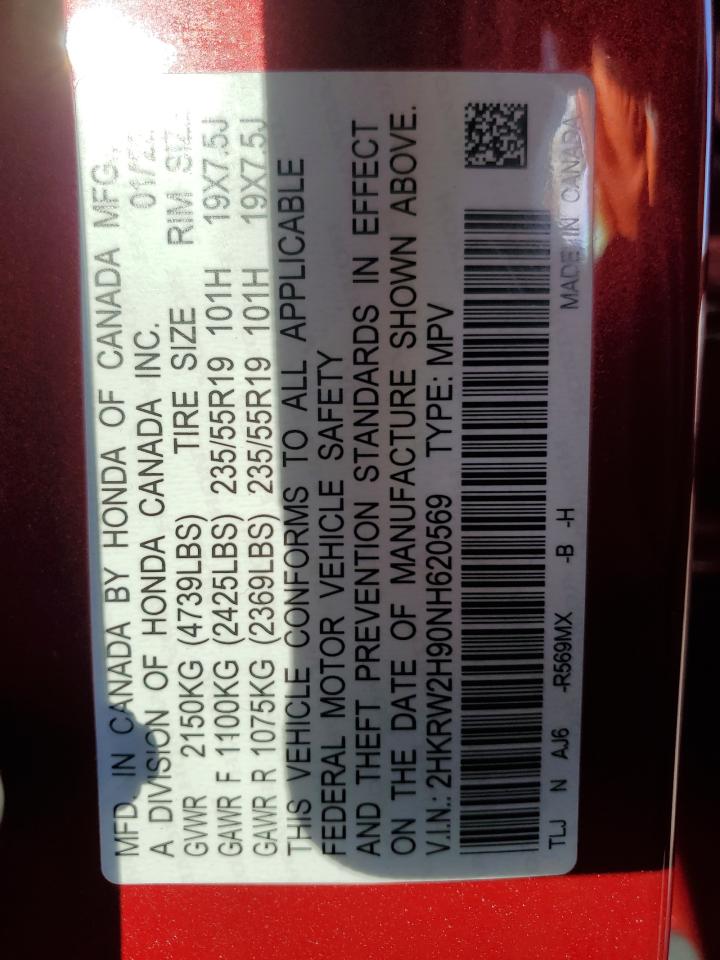 MFD. IN CANADA BY HONDA OF CANADA MFG.,
A DIVISION OF HONDA CANADA INC.
GVWR 2150KG (4739LBS) TIRE SIZE RIM SIZE
GAWR F 1100KG (2425LBS) 235/55R19 101H 19X7.5J
GAWR R 1075KG (2369LBS) 235/55R19 101H 19X7.5J
THIS VEHICLE CONFORMS TO ALL APPLICABLE
FEDERAL MOTOR VEHICLE SAFETY
AND THEFT PREVENTION STANDARDS IN EFFECT
ON THE DATE OF MANUFACTURE SHOWN ABOVE.
V.I.N.: 2HKRW2H90NH620569 TYPE: MPV
TLJ N AJ6 -R569MX -B -H MADE IN CANADA